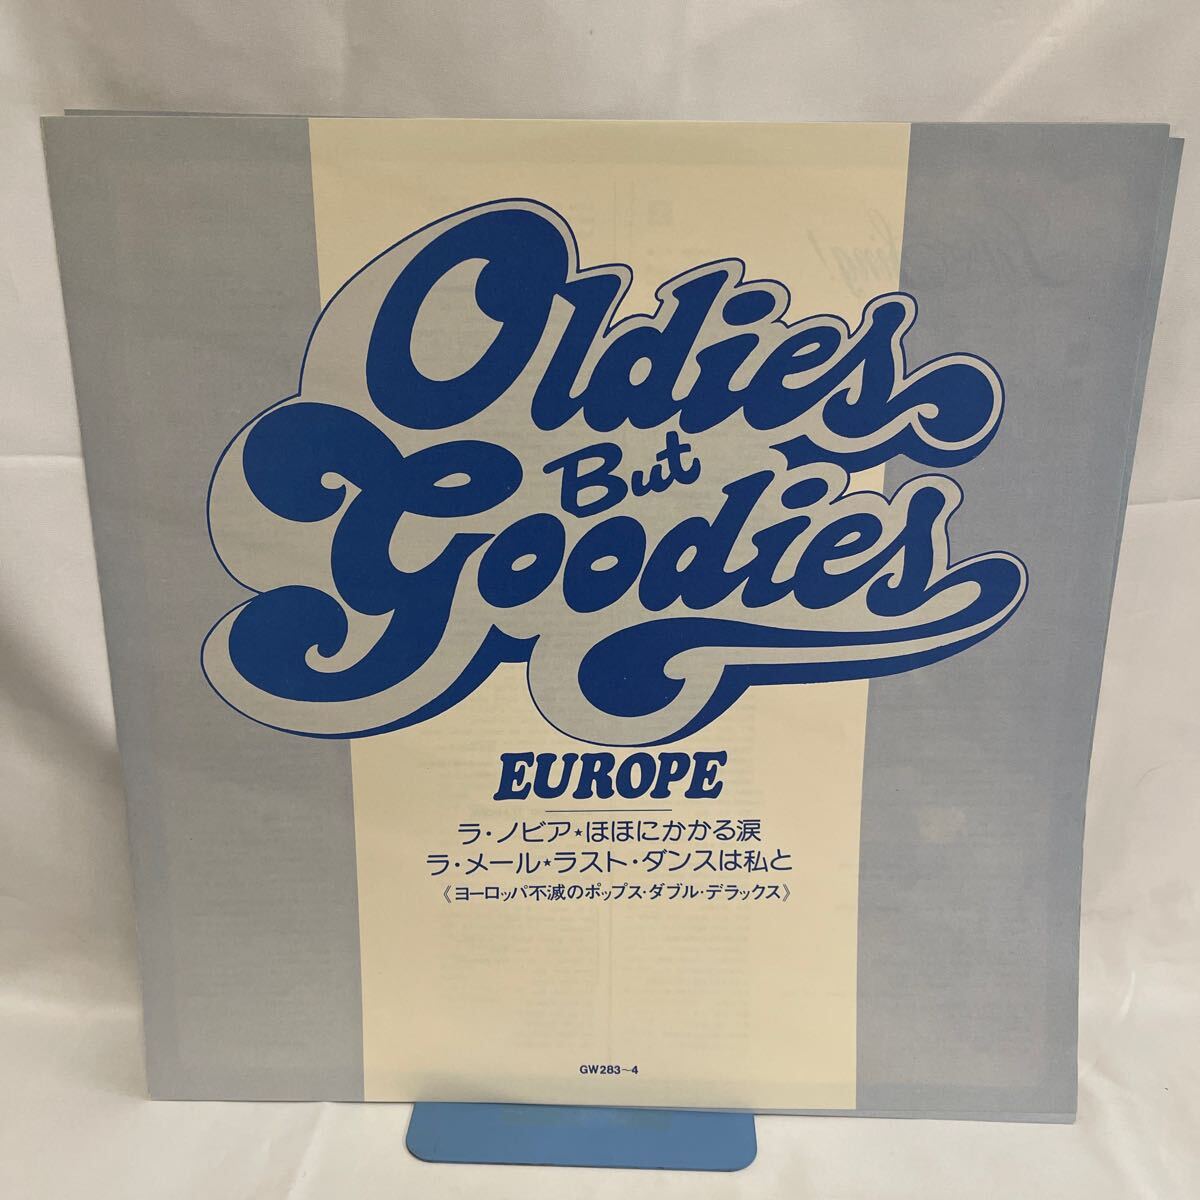 Oldies
But
Goodies
EUROPE
ラ・ノビア★ほほにかかる涙
ラ・メール★ラスト・ダンスは私と
《ヨーロッパ不滅のポップス・ダブル・デラックス》
GW283～4